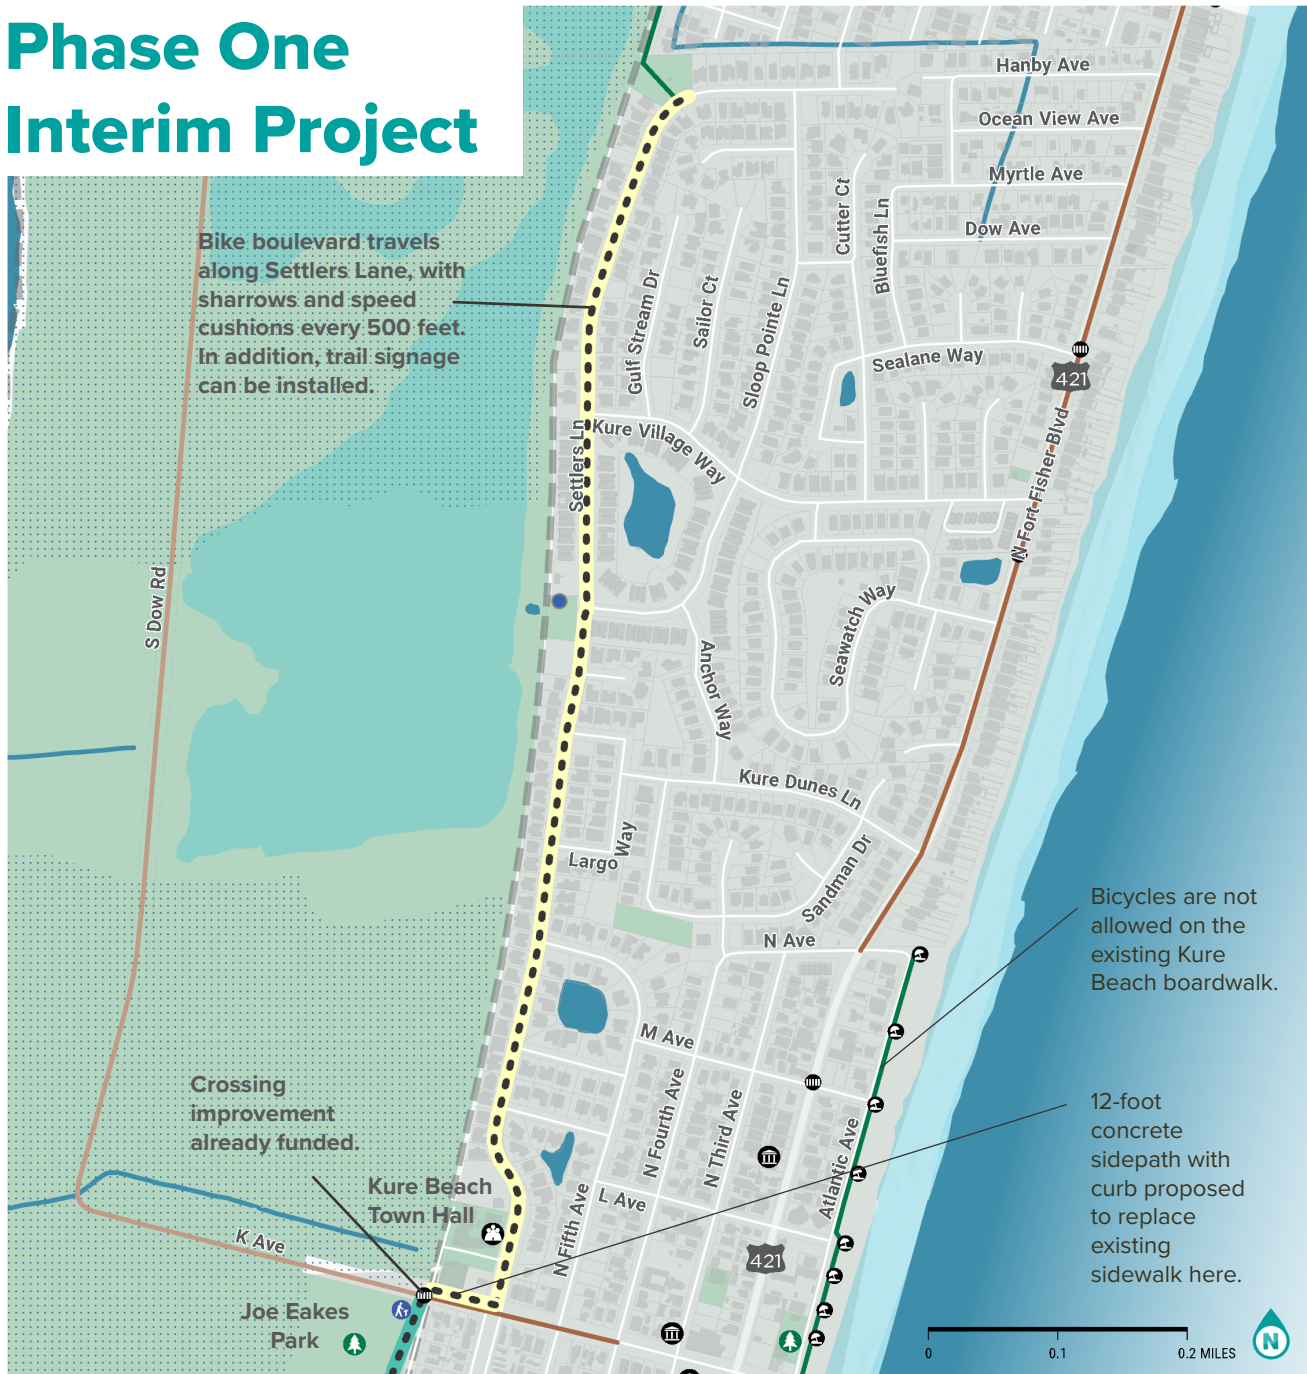 Phase One
Interim Project
Hanby Ave
Ocean View Ave
Myrtle Ave
Dow Ave
Cutter Ct
Bluefish Ln
Bike boulevard travels
along Settlers Lane, with
sharrows and speed
cushions every 500 feet.
In addition, trail signage
can be installed.
Gulf Stream Dr
Sailor Ct
Sloop Pointe Ln
Sealane Way
421
Kure Village Way
Settlers Ln
N Fort Fisher Blvd
S Dow Rd
Seawatch Way
Anchor Way
Kure Dunes Ln
Largo Way
Sandman Dr
N Ave
Bicycles are not
allowed on the
existing Kure
Beach boardwalk.
M Ave
Crossing
improvement
already funded.
N Fourth Ave
N Third Ave
Atlantic Ave
12-foot
concrete
sidepath with
curb proposed
to replace
existing
sidewalk here.
Kure Beach
Town Hall
L Ave
N Fifth Ave
K Ave
421
Joe Eakes
Park
N
0 0.1 0.2 MILES